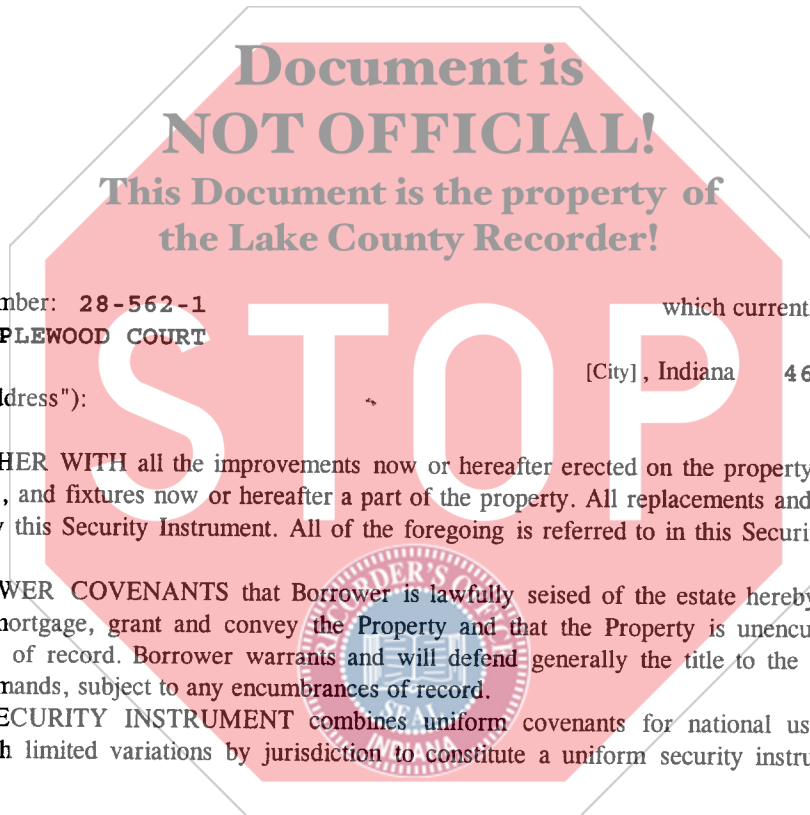 Document is
NOT OFFICIAL!
This Document is the property of
the Lake County Recorder!
STOP
mber: 28-562-1 which current
PLEWOOD COURT
[City], Indiana 46
ddress"):
HER WITH all the improvements now or hereafter erected on the property
, and fixtures now or hereafter a part of the property. All replacements and
y this Security Instrument. All of the foregoing is referred to in this Securi
WER COVENANTS that Borrower is lawfully seised of the estate hereby
nortgage, grant and convey the Property and that the Property is unencu
of record. Borrower warrants and will defend generally the title to the
mands, subject to any encumbrances of record.
ECURITY INSTRUMENT combines uniform covenants for national us
h limited variations by jurisdiction to constitute a uniform security instru
RECORDER'S OFFICE
SEAL
INDIANA